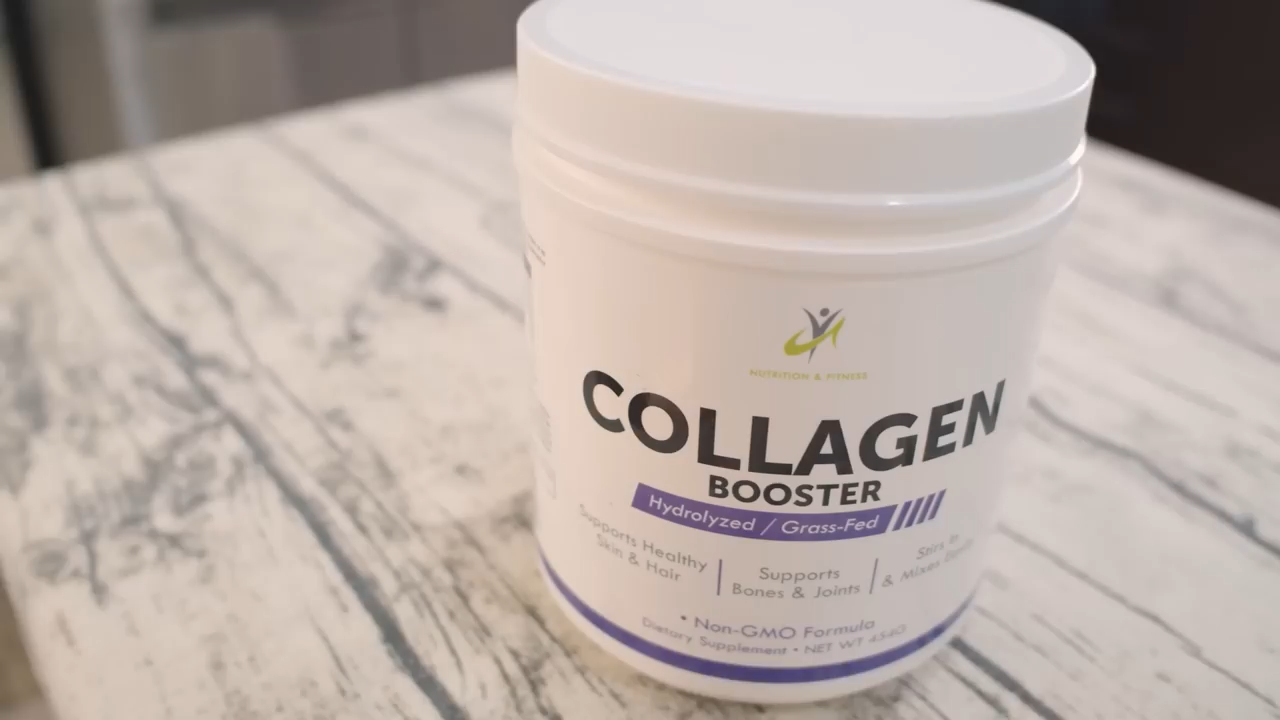 NUTRITION & FITNESS
COLLAGEN
BOOSTER
Hydrolyzed / Grass-Fed
Supports Healthy
Skin & Hair
Supports
Bones & Joints
Stirs In
& Mixes
• Non-GMO Formula
Dietary Supplement • NET WT 454G